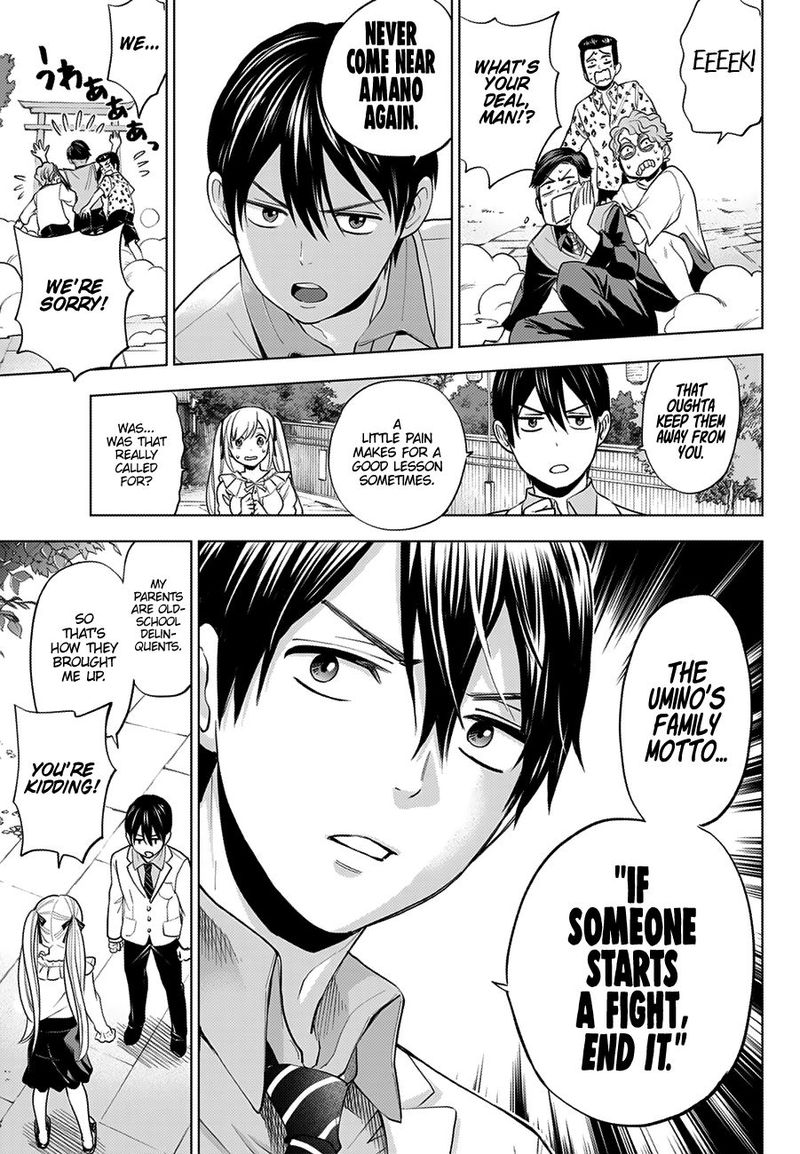 EEEEK!
WHAT'S
YOUR
DEAL,
MAN!?
NEVER
COME NEAR
AMANO
AGAIN.
WE...
うわぁぁぁぁっ
WE'RE
SORRY!
THAT
OUGHTA
KEEP THEM
AWAY FROM
YOU.
A
LITTLE PAIN
MAKES FOR A
GOOD LESSON
SOMETIMES.
WAS...
WAS THAT
REALLY
CALLED
FOR?
THE
UMINO'S
FAMILY
MOTTO...
"IF
SOMEONE
STARTS
A FIGHT,
END IT."
MY
PARENTS
ARE OLD-
SCHOOL
DELIN-
QUENTS.
SO
THAT'S
HOW THEY
BROUGHT
ME UP.
YOU'RE
KIDDING!